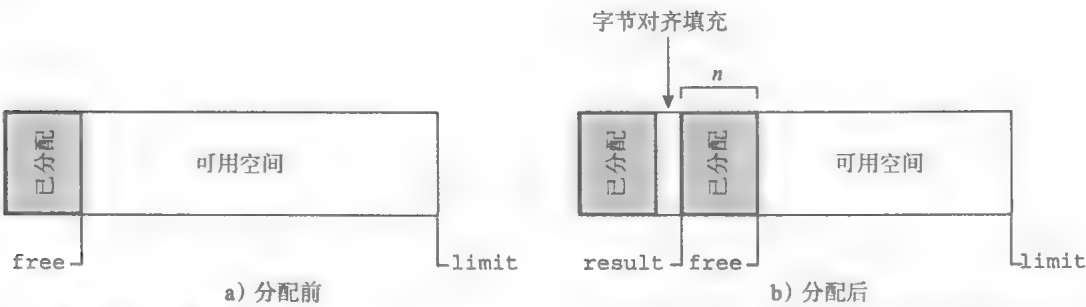 字节对齐填充
n
已分配
可用空间
已分配
已分配
可用空间
free
limit
result
free
limit
a) 分配前
b) 分配后